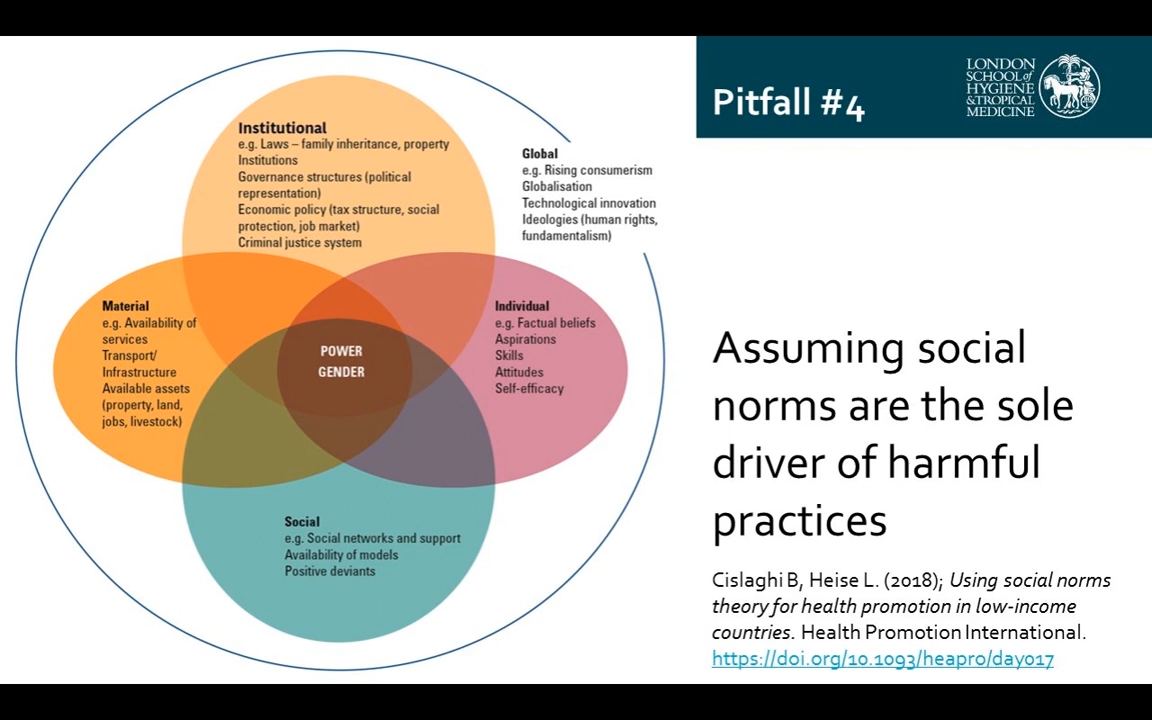 Institutional
e.g. Laws – family inheritance, property
Institutions
Governance structures (political
representation)
Economic policy (tax structure, social
protection, job market)
Criminal justice system
Global
e.g. Rising consumerism
Globalisation
Technological innovation
Ideologies (human rights,
fundamentalism)
Material
e.g. Availability of
services
Transport/
Infrastructure
Available assets
(property, land,
jobs, livestock)
POWER
GENDER
Individual
e.g. Factual beliefs
Aspirations
Skills
Attitudes
Self-efficacy
Social
e.g. Social networks and support
Availability of models
Positive deviants
Pitfall #4
LONDON
SCHOOL of
HYGIENE
& TROPICAL
MEDICINE
Assuming social
norms are the sole
driver of harmful
practices
Cislaghi B, Heise L. (2018); Using social norms
theory for health promotion in low-income
countries. Health Promotion International.
https://doi.org/10.1093/heapro/day017